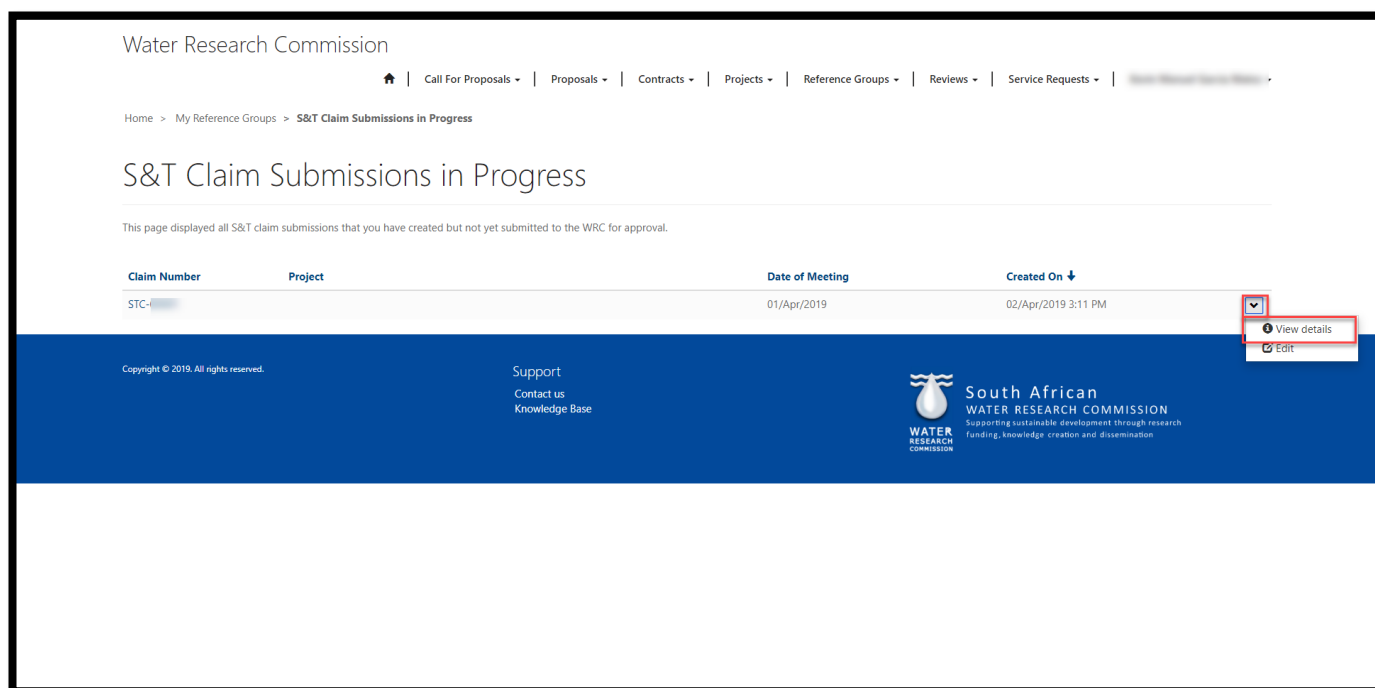 Water Research Commission
Call For Proposals | Proposals | Contracts | Projects | Reference Groups | Reviews | Service Requests |
Home > My Reference Groups > S&T Claim Submissions in Progress
S&T Claim Submissions in Progress
This page displayed all S&T claim submissions that you have created but not yet submitted to the WRC for approval.
Claim Number Project Date of Meeting Created On
STC- 01/Apr/2019 02/Apr/2019 3:11 PM
View details
Edit
Copyright © 2019. All rights reserved.
Support
Contact us
Knowledge Base
WATER
RESEARCH
COMMISSION
South African
WATER RESEARCH COMMISSION
Supporting sustainable development through research
funding, knowledge creation and dissemination